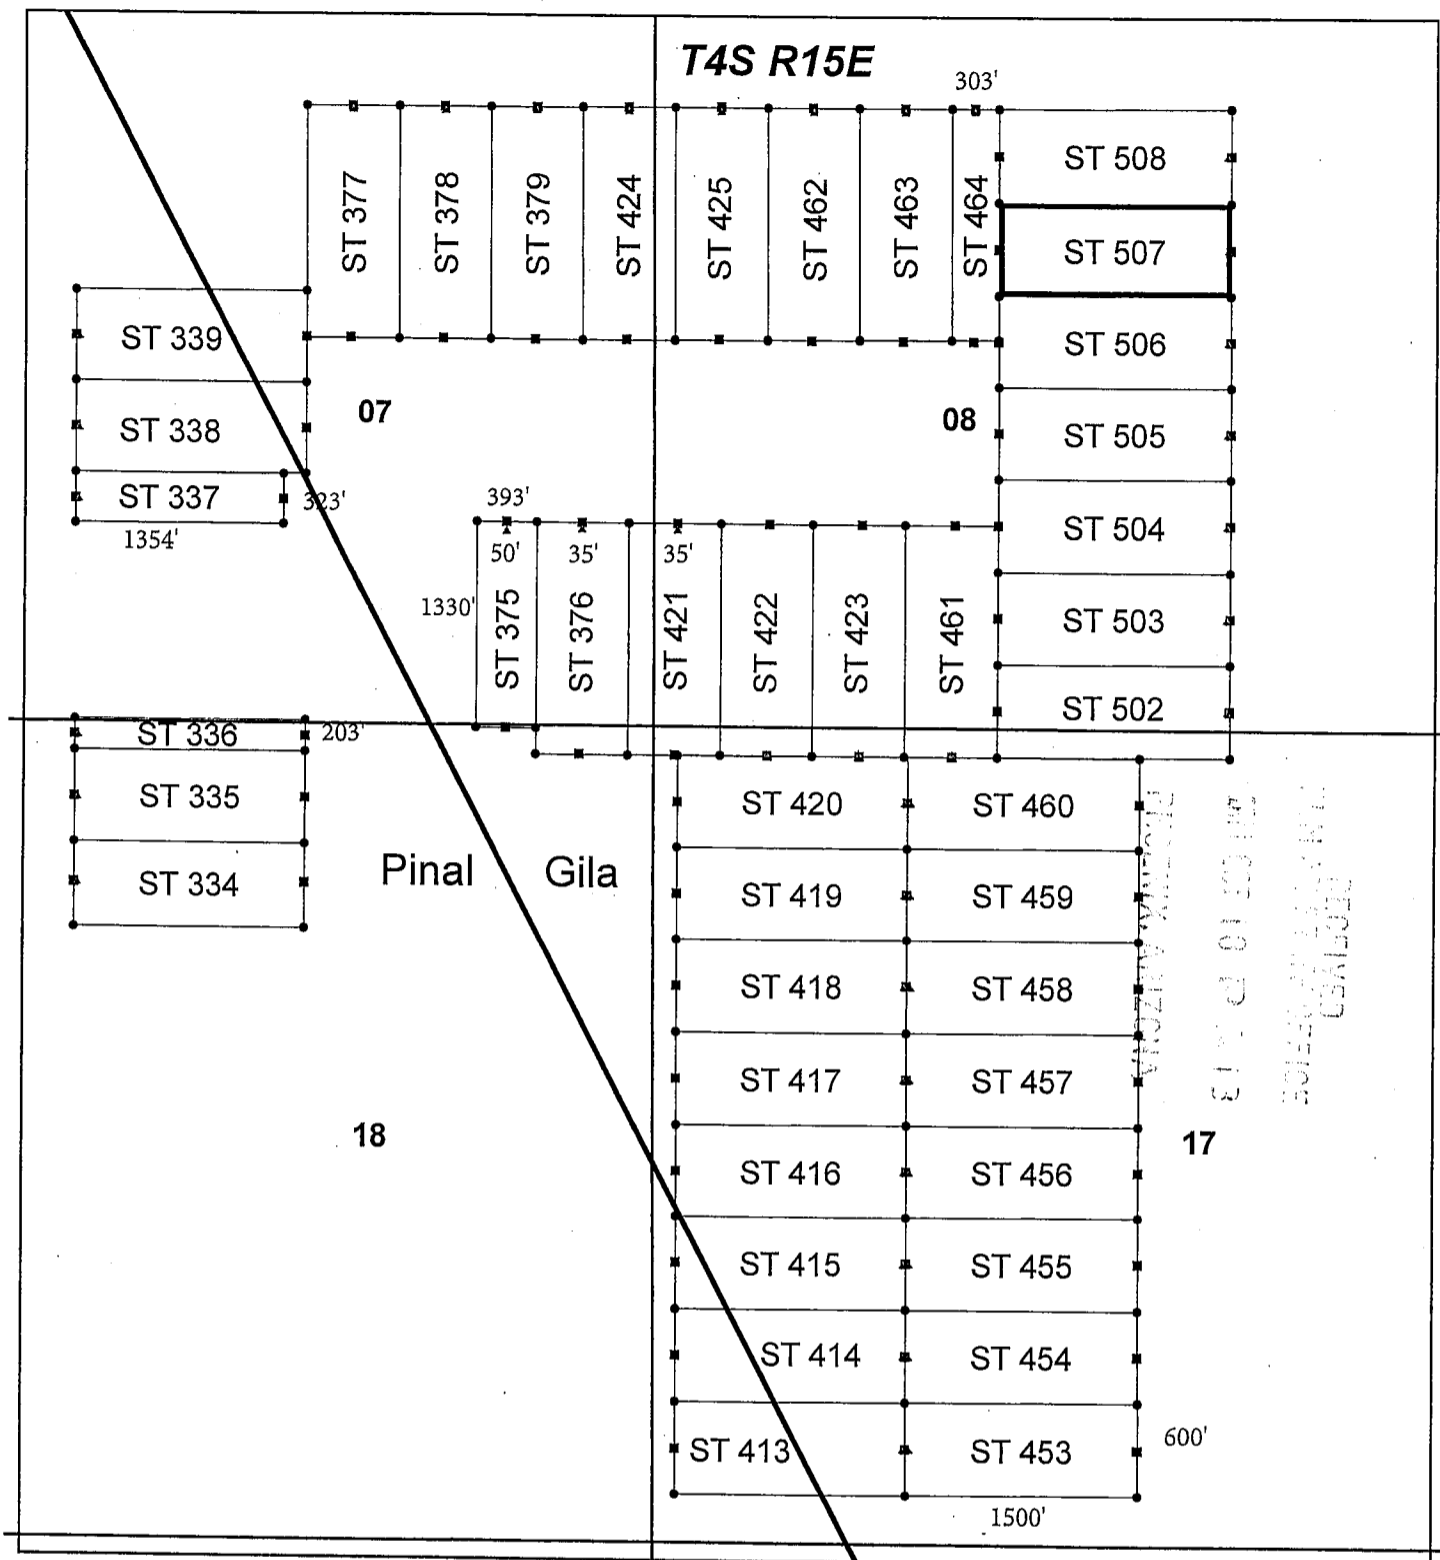 T4S R15E
303'
ST 377
ST 378
ST 379
ST 424
ST 425
ST 462
ST 463
ST 464
ST 508
ST 507
ST 506
ST 505
ST 504
ST 503
ST 502
ST 339
ST 338
ST 337
323'
1354'
07
08
393'
50'
35'
35'
1330'
ST 375
ST 376
ST 421
ST 422
ST 423
ST 461
ST 336
203'
ST 335
ST 334
Pinal
Gila
ST 420
ST 460
ST 419
ST 459
ST 418
ST 458
ST 417
ST 457
ST 416
ST 456
ST 415
ST 455
ST 414
ST 454
ST 413
ST 453
18
17
600'
1500'
RECEIVED
PHOENIX, ARIZONA